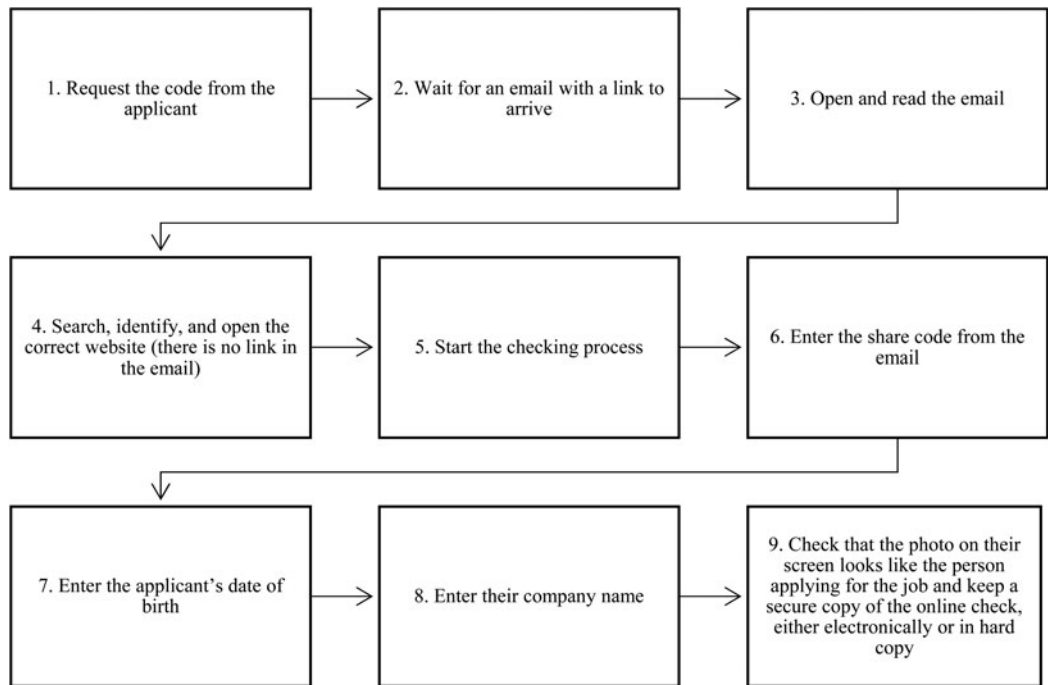 1. Request the code from the
applicant
2. Wait for an email with a link to
arrive
3. Open and read the email
4. Search, identify, and open the
correct website (there is no link in
the email)
5. Start the checking process
6. Enter the share code from the
email
7. Enter the applicant’s date of
birth
8. Enter their company name
9. Check that the photo on their
screen looks like the person
applying for the job and keep a
secure copy of the online check,
either electronically or in hard
copy